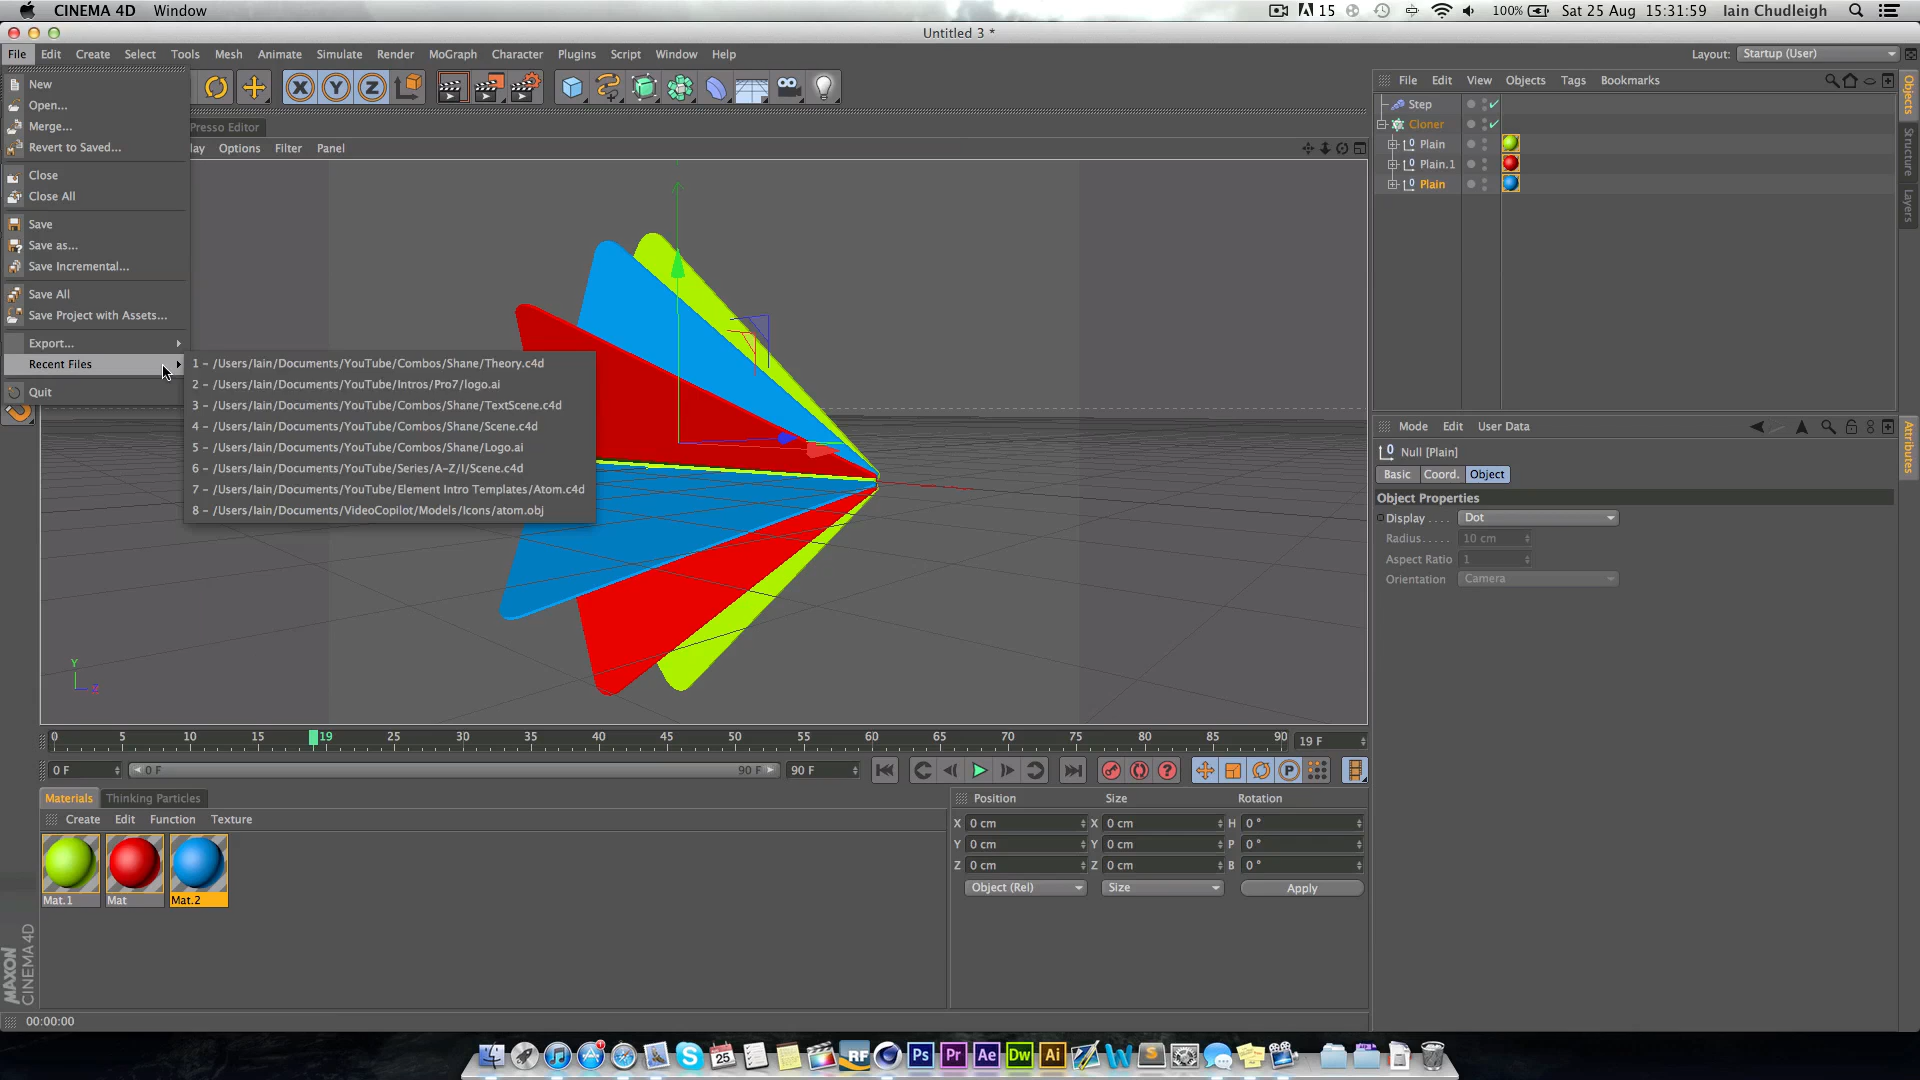 CINEMA 4D Window
15 100% Sat 25 Aug 15:31:59 Iain Chudleigh
Untitled 3 *
File Edit Create Select Tools Mesh Animate Simulate Render MoGraph Character Plugins Script Window Help
Layout: Startup (User)
New
Open...
Merge...
Revert to Saved...
Close
Close All
Save
Save as...
Save Incremental...
Save All
Save Project with Assets...
Export...
Recent Files
Quit
1 - /Users/Iain/Documents/YouTube/Combos/Shane/Theory.c4d
2 - /Users/Iain/Documents/YouTube/Intros/Pro7/logo.ai
3 - /Users/Iain/Documents/YouTube/Combos/Shane/TextScene.c4d
4 - /Users/Iain/Documents/YouTube/Combos/Shane/Scene.c4d
5 - /Users/Iain/Documents/YouTube/Combos/Shane/Logo.ai
6 - /Users/Iain/Documents/YouTube/Series/A-Z/I/Scene.c4d
7 - /Users/Iain/Documents/YouTube/Element Intro Templates/Atom.c4d
8 - /Users/Iain/Documents/VideoCopilot/Models/Icons/atom.obj
X Y Z
Presso Editor
lay Options Filter Panel
Y
Z
File Edit View Objects Tags Bookmarks
Step
Cloner
Plain
Plain.1
Plain
Objects
Structure
Layers
Mode Edit User Data
Null [Plain]
Basic Coord. Object
Object Properties
Display . . . . Dot
Radius. . . . . 10 cm
Aspect Ratio 1
Orientation Camera
Attributes
0 5 10 15 19 25 30 35 40 45 50 55 60 65 70 75 80 85 90 19 F
0 F 0 F 90 F 90 F
P
Materials Thinking Particles
Create Edit Function Texture
Mat.1 Mat Mat.2
Position Size Rotation
X 0 cm X 0 cm H 0 °
Y 0 cm Y 0 cm P 0 °
Z 0 cm Z 0 cm B 0 °
Object (Rel) Size Apply
MAXON
CINEMA 4D
00:00:00
25 RF Ps Pr Ae Dw Ai